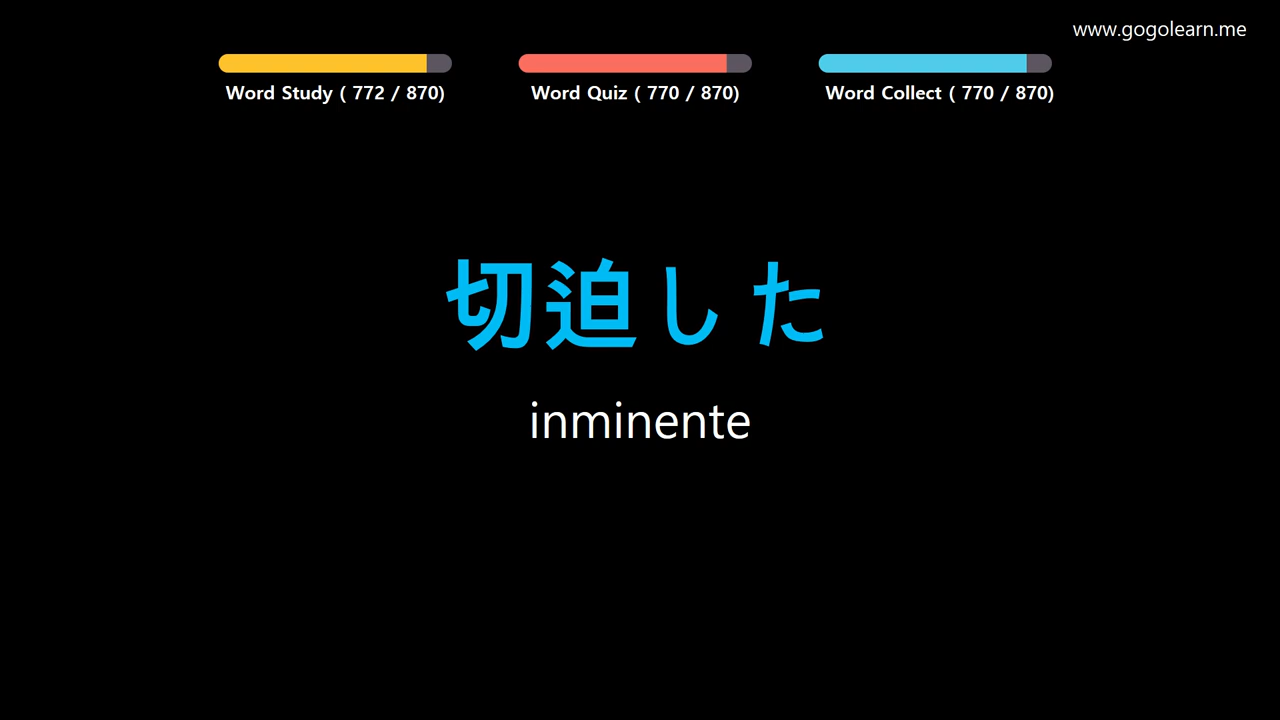 www.gogolearn.me
Word Study ( 772 / 870)
Word Quiz ( 770 / 870)
Word Collect ( 770 / 870)
切迫した
inminente